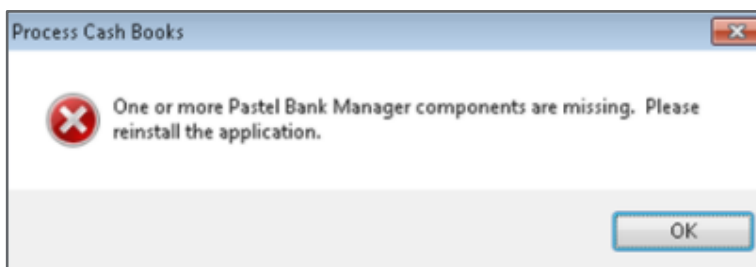 Process Cash Books
One or more Pastel Bank Manager components are missing.  Please
reinstall the application.
OK